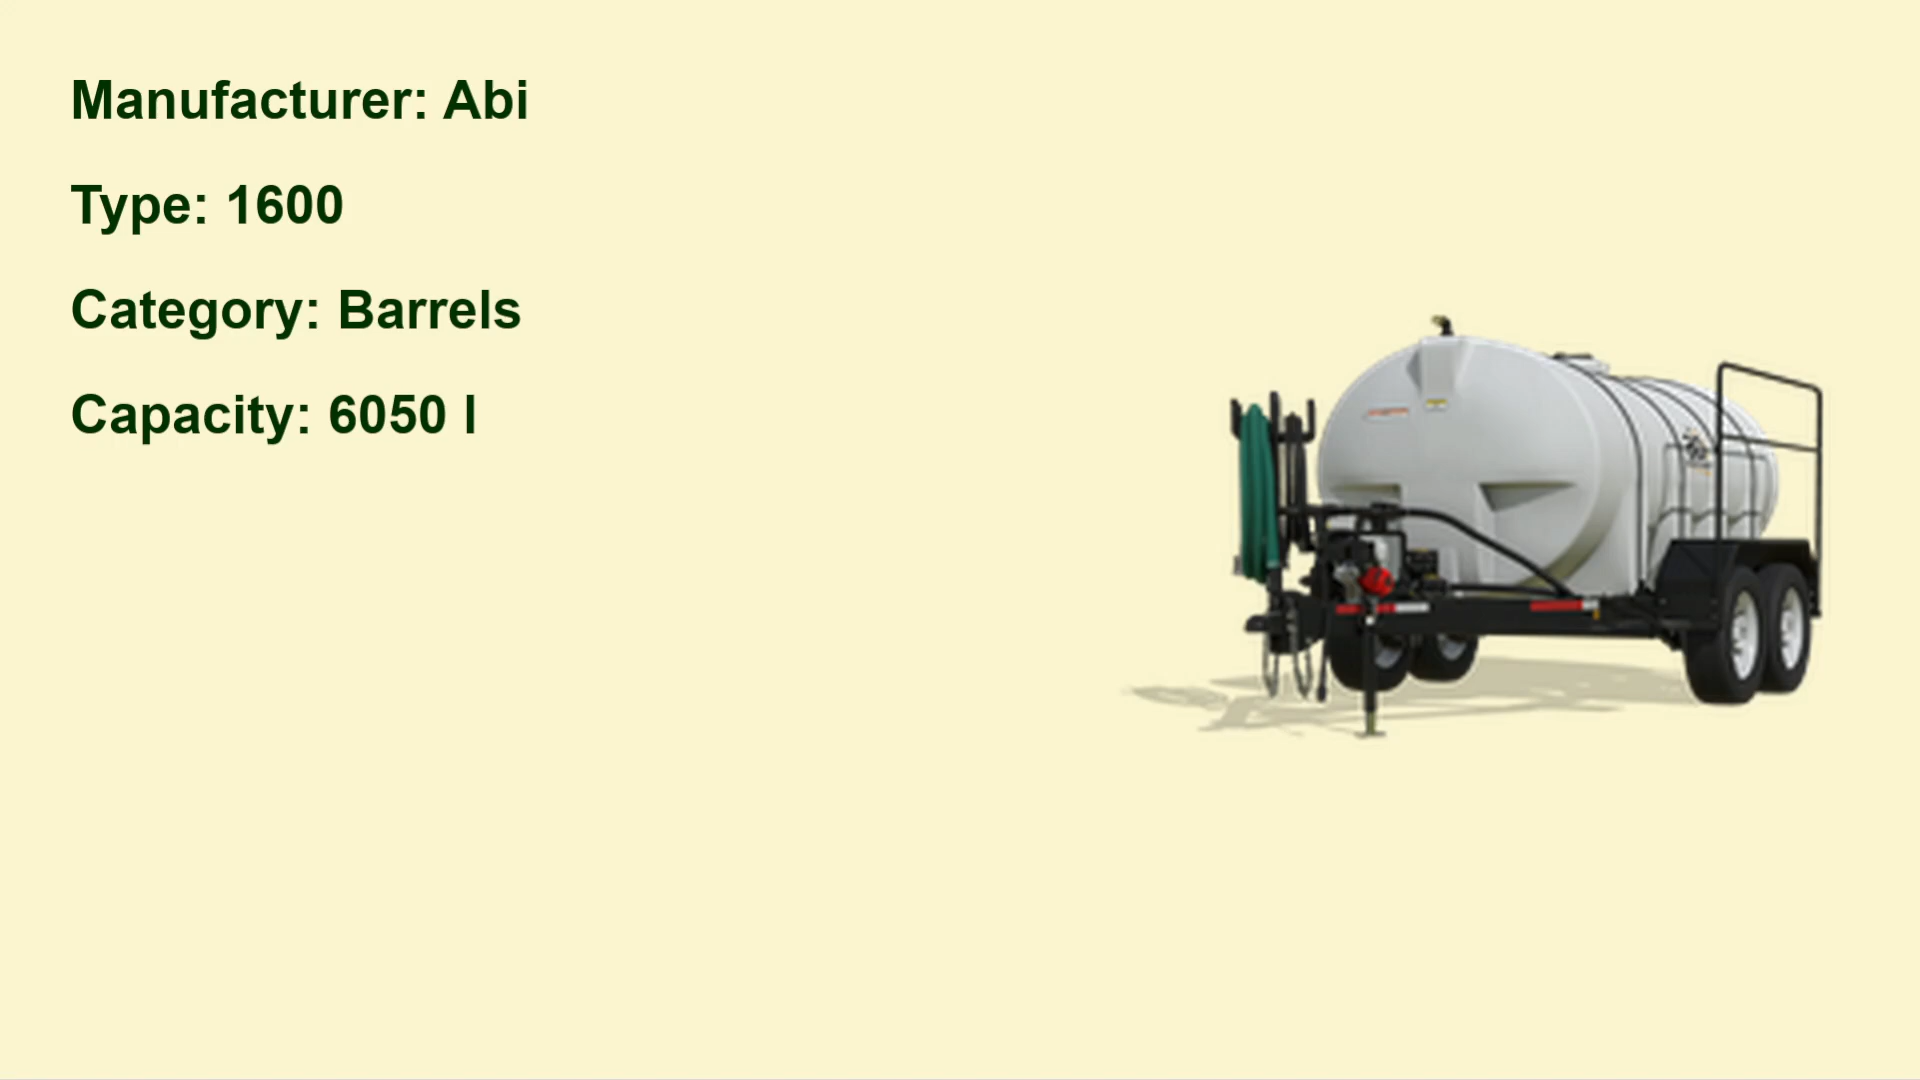 Manufacturer: Abi
Type: 1600
Category: Barrels
Capacity: 6050 l